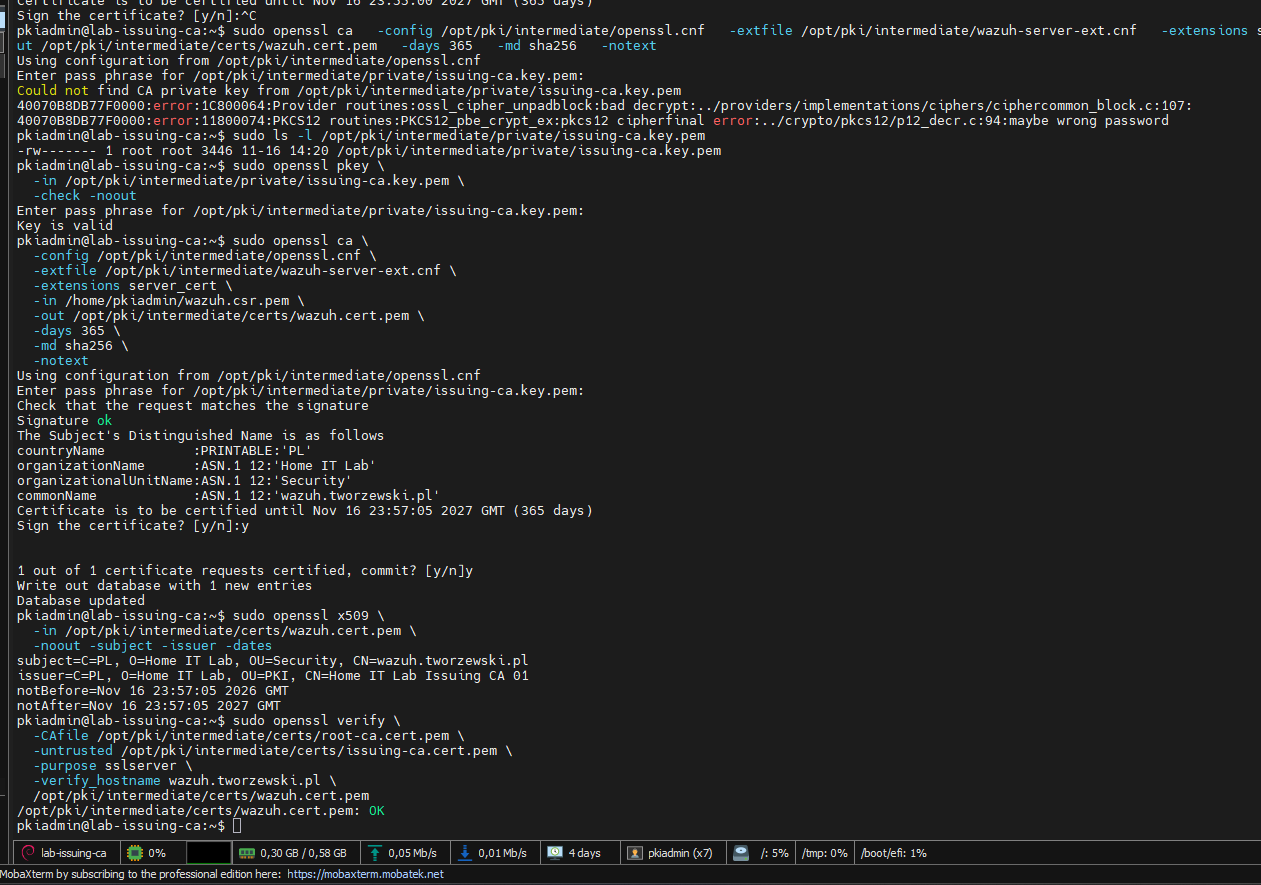 Certificate is to be certified until Nov 16 23:55:00 2027 GMT (365 days)
Sign the certificate? [y/n]:^C
pkiadmin@lab-issuing-ca:~$ sudo openssl ca   -config /opt/pki/intermediate/openssl.cnf   -extfile /opt/pki/intermediate/wazuh-server-ext.cnf   -extensions s
ut /opt/pki/intermediate/certs/wazuh.cert.pem   -days 365   -md sha256   -notext
Using configuration from /opt/pki/intermediate/openssl.cnf
Enter pass phrase for /opt/pki/intermediate/private/issuing-ca.key.pem:
Could not find CA private key from /opt/pki/intermediate/private/issuing-ca.key.pem
40070B8DB77F0000:error:1C800064:Provider routines:ossl_cipher_unpadblock:bad decrypt:../providers/implementations/ciphers/ciphercommon_block.c:107:
40070B8DB77F0000:error:11800074:PKCS12 routines:PKCS12_pbe_crypt_ex:pkcs12 cipherfinal error:../crypto/pkcs12/p12_decr.c:94:maybe wrong password
pkiadmin@lab-issuing-ca:~$ sudo ls -l /opt/pki/intermediate/private/issuing-ca.key.pem
-rw------- 1 root root 3446 11-16 14:20 /opt/pki/intermediate/private/issuing-ca.key.pem
pkiadmin@lab-issuing-ca:~$ sudo openssl pkey \
  -in /opt/pki/intermediate/private/issuing-ca.key.pem \
  -check -noout
Enter pass phrase for /opt/pki/intermediate/private/issuing-ca.key.pem:
Key is valid
pkiadmin@lab-issuing-ca:~$ sudo openssl ca \
  -config /opt/pki/intermediate/openssl.cnf \
  -extfile /opt/pki/intermediate/wazuh-server-ext.cnf \
  -extensions server_cert \
  -in /home/pkiadmin/wazuh.csr.pem \
  -out /opt/pki/intermediate/certs/wazuh.cert.pem \
  -days 365 \
  -md sha256 \
  -notext
Using configuration from /opt/pki/intermediate/openssl.cnf
Enter pass phrase for /opt/pki/intermediate/private/issuing-ca.key.pem:
Check that the request matches the signature
Signature ok
The Subject's Distinguished Name is as follows
countryName           :PRINTABLE:'PL'
organizationName      :ASN.1 12:'Home IT Lab'
organizationalUnitName:ASN.1 12:'Security'
commonName            :ASN.1 12:'wazuh.tworzewski.pl'
Certificate is to be certified until Nov 16 23:57:05 2027 GMT (365 days)
Sign the certificate? [y/n]:y
1 out of 1 certificate requests certified, commit? [y/n]y
Write out database with 1 new entries
Database updated
pkiadmin@lab-issuing-ca:~$ sudo openssl x509 \
  -in /opt/pki/intermediate/certs/wazuh.cert.pem \
  -noout -subject -issuer -dates
subject=C=PL, O=Home IT Lab, OU=Security, CN=wazuh.tworzewski.pl
issuer=C=PL, O=Home IT Lab, OU=PKI, CN=Home IT Lab Issuing CA 01
notBefore=Nov 16 23:57:05 2026 GMT
notAfter=Nov 16 23:57:05 2027 GMT
pkiadmin@lab-issuing-ca:~$ sudo openssl verify \
  -CAfile /opt/pki/intermediate/certs/root-ca.cert.pem \
  -untrusted /opt/pki/intermediate/certs/issuing-ca.cert.pem \
  -purpose sslserver \
  -verify_hostname wazuh.tworzewski.pl \
  /opt/pki/intermediate/certs/wazuh.cert.pem
/opt/pki/intermediate/certs/wazuh.cert.pem: OK
pkiadmin@lab-issuing-ca:~$
lab-issuing-ca 0% 0,30 GB / 0,58 GB 0,05 Mb/s 0,01 Mb/s 4 days pkiadmin (x7) /: 5% /tmp: 0% /boot/efi: 1%
MobaXterm by subscribing to the professional edition here: https://mobaxterm.mobatek.net